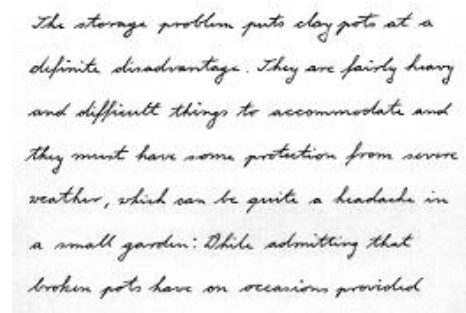 The storage problem puts clay pots at a
definite disadvantage. They are fairly heavy
and difficult things to accommodate and
they must have some protection from severe
weather, which can be quite a headache in
a small garden: While admitting that
broken pots have on occasions provided